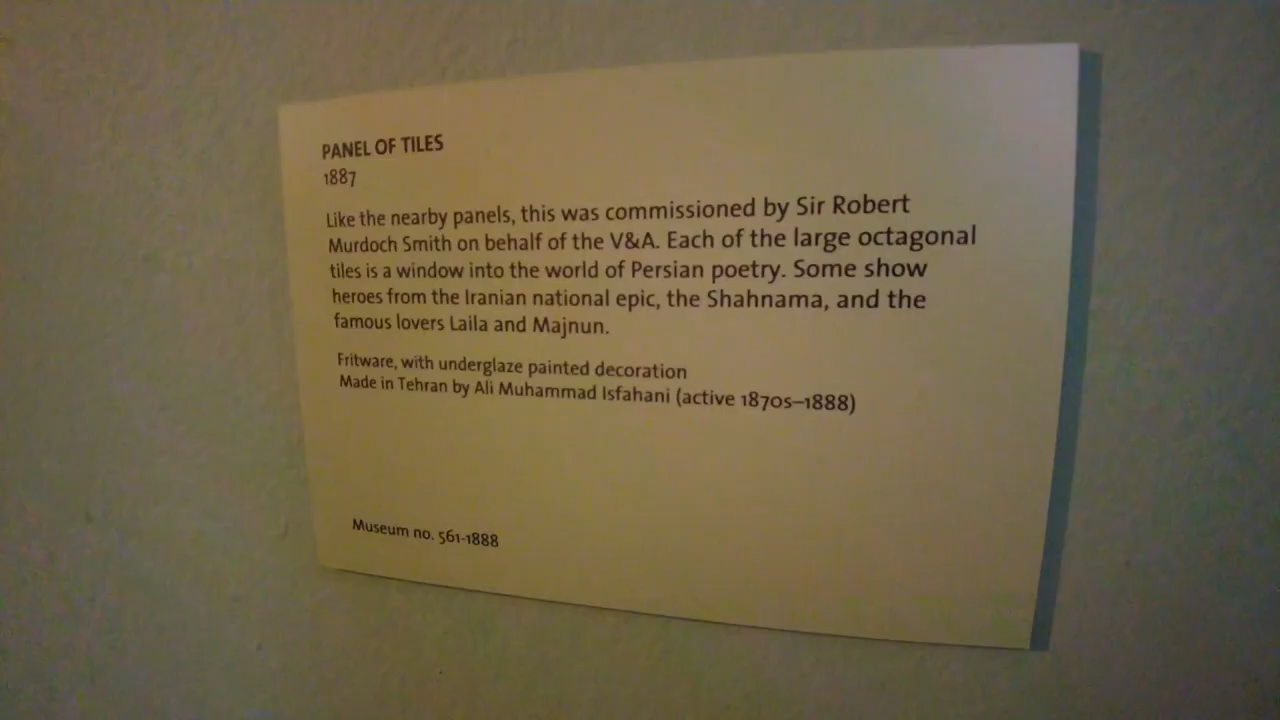 PANEL OF TILES
1887
Like the nearby panels, this was commissioned by Sir Robert
Murdoch Smith on behalf of the V&A. Each of the large octagonal
tiles is a window into the world of Persian poetry. Some show
heroes from the Iranian national epic, the Shahnama, and the
famous lovers Laila and Majnun.
Fritware, with underglaze painted decoration
Made in Tehran by Ali Muhammad Isfahani (active 1870s–1888)
Museum no. 561-1888